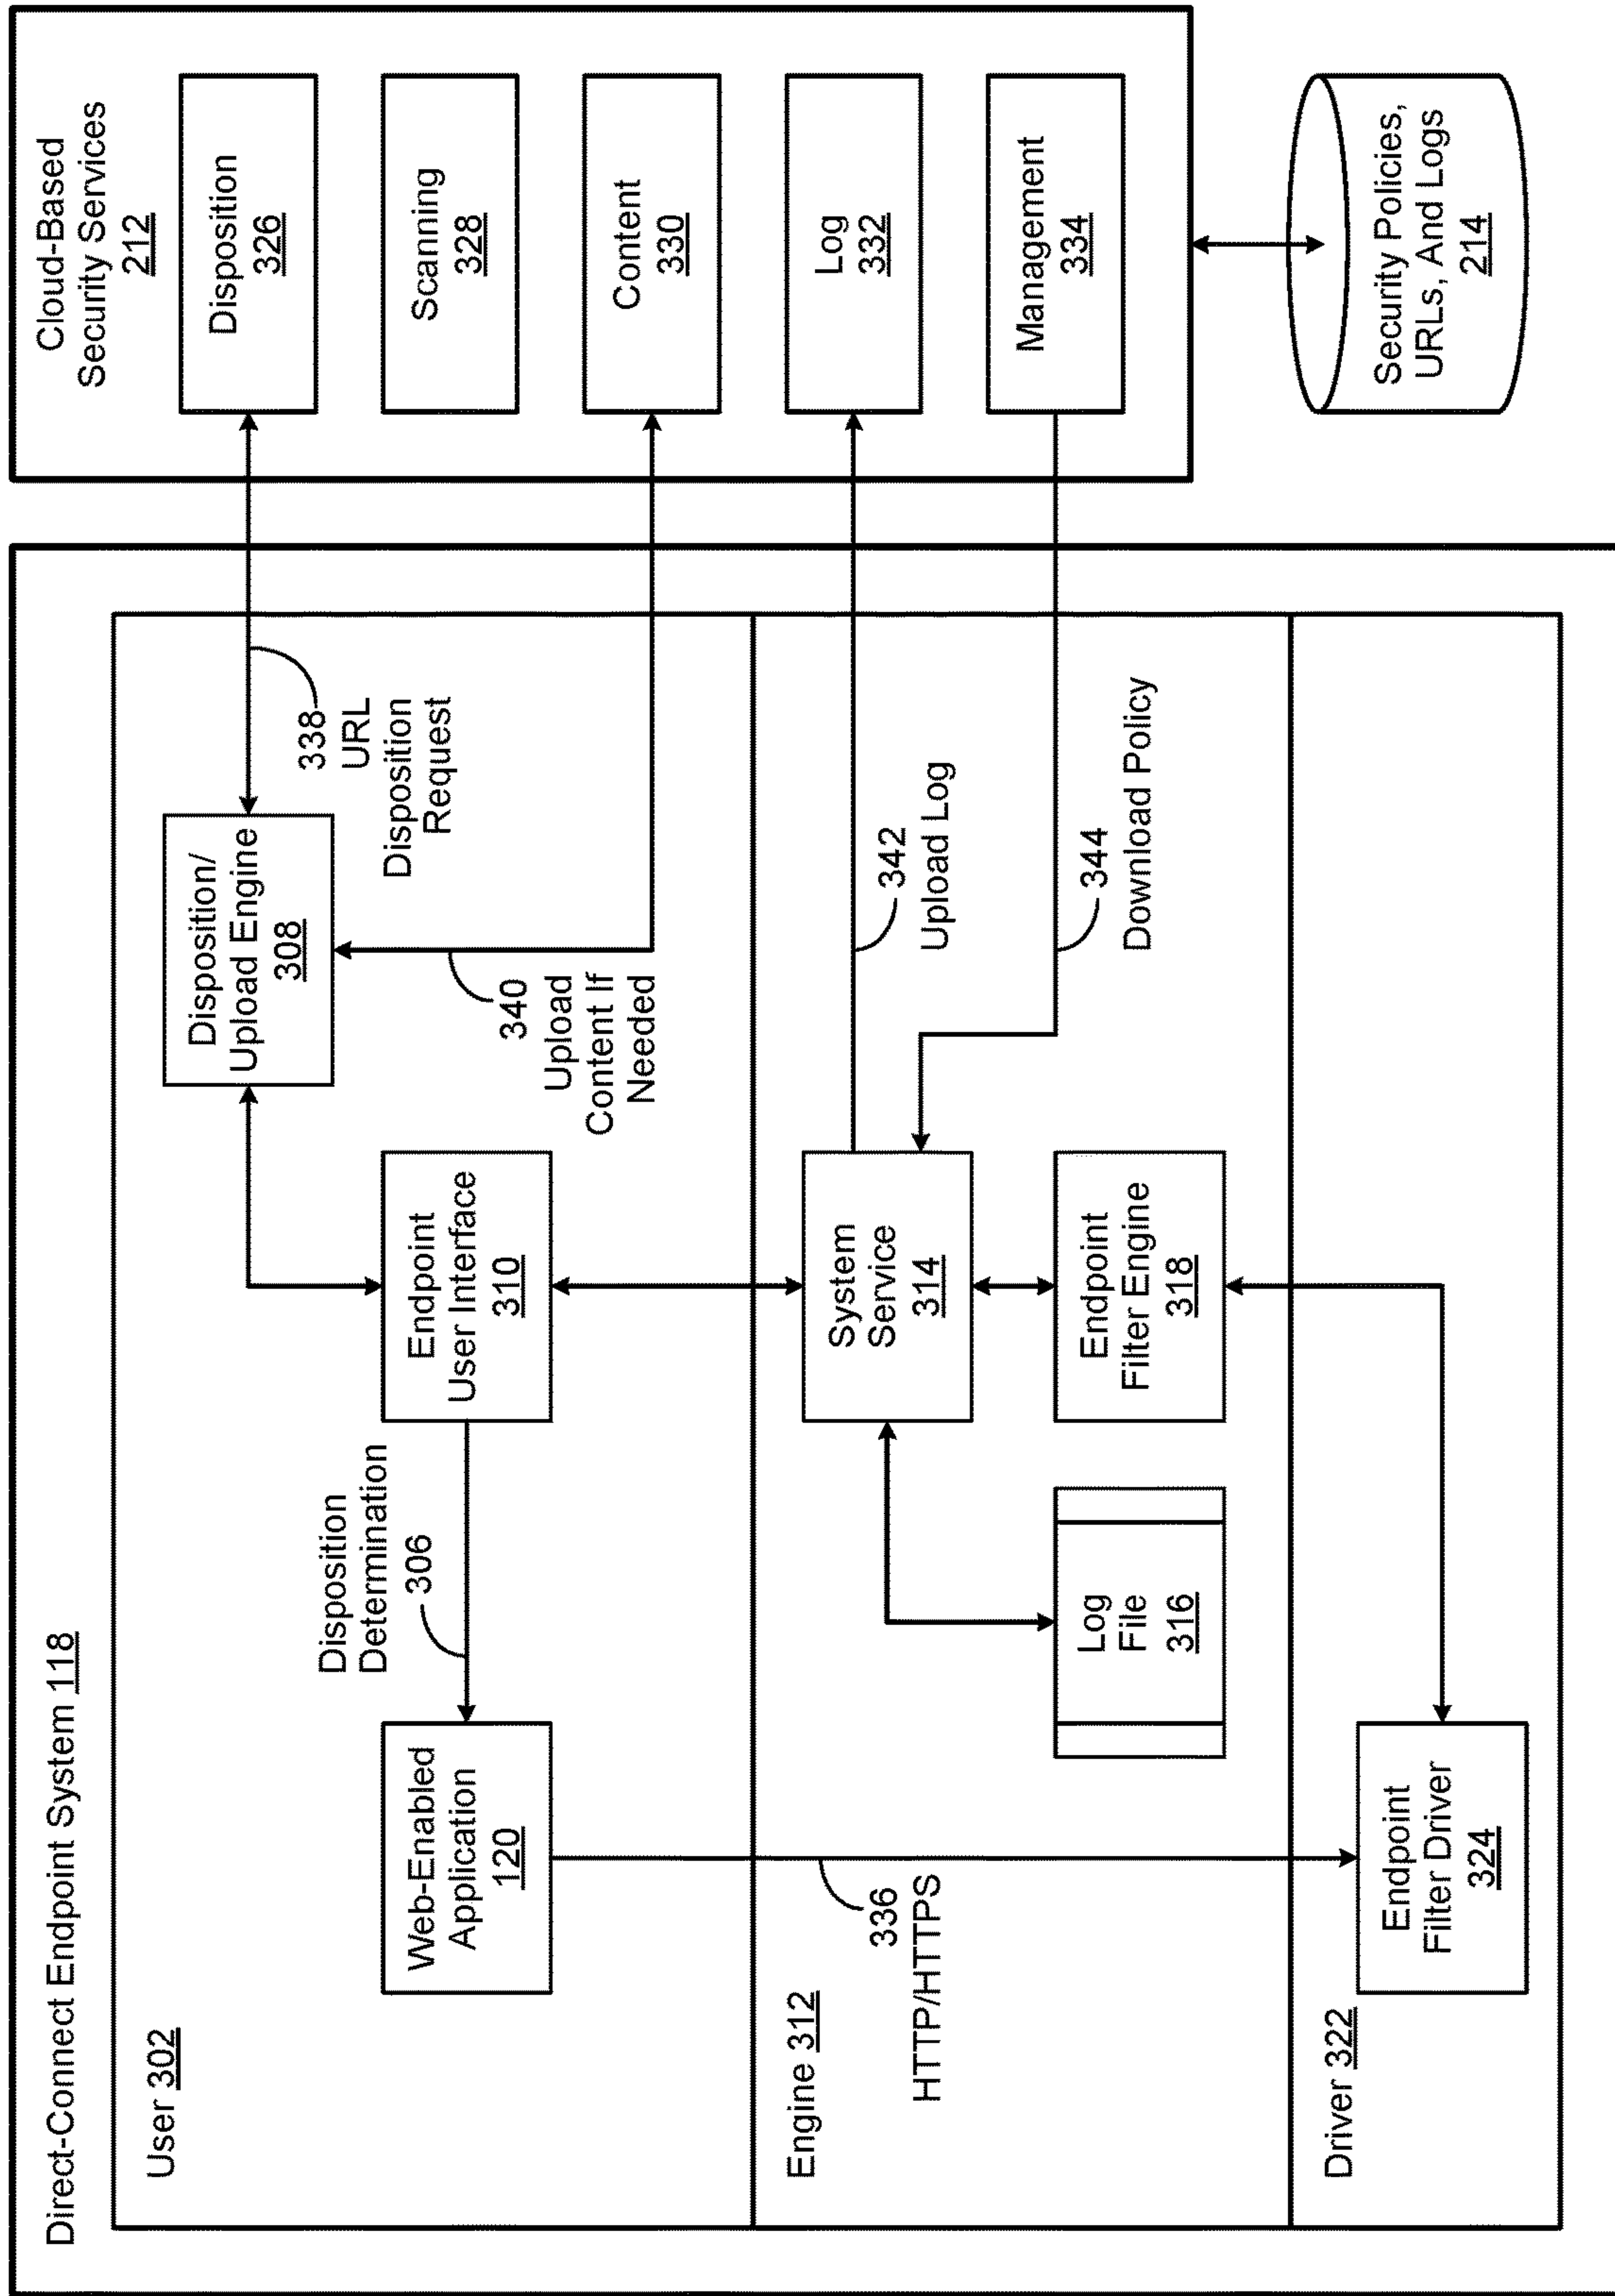 Direct-Connect Endpoint System 118
User 302
Web-Enabled
Application
120
Disposition
Determination
306
Endpoint
User Interface
310
Disposition/
Upload Engine
308
338
URL
Disposition
Request
340
Upload
Content If
Needed
Engine 312
336
HTTP/HTTPS
Log
File
316
System
Service
314
Endpoint
Filter Engine
318
342
Upload Log
344
Download Policy
Driver 322
Endpoint
Filter Driver
324
Cloud-Based
Security Services
212
Disposition
326
Scanning
328
Content
330
Log
332
Management
334
Security Policies,
URLs, And Logs
214